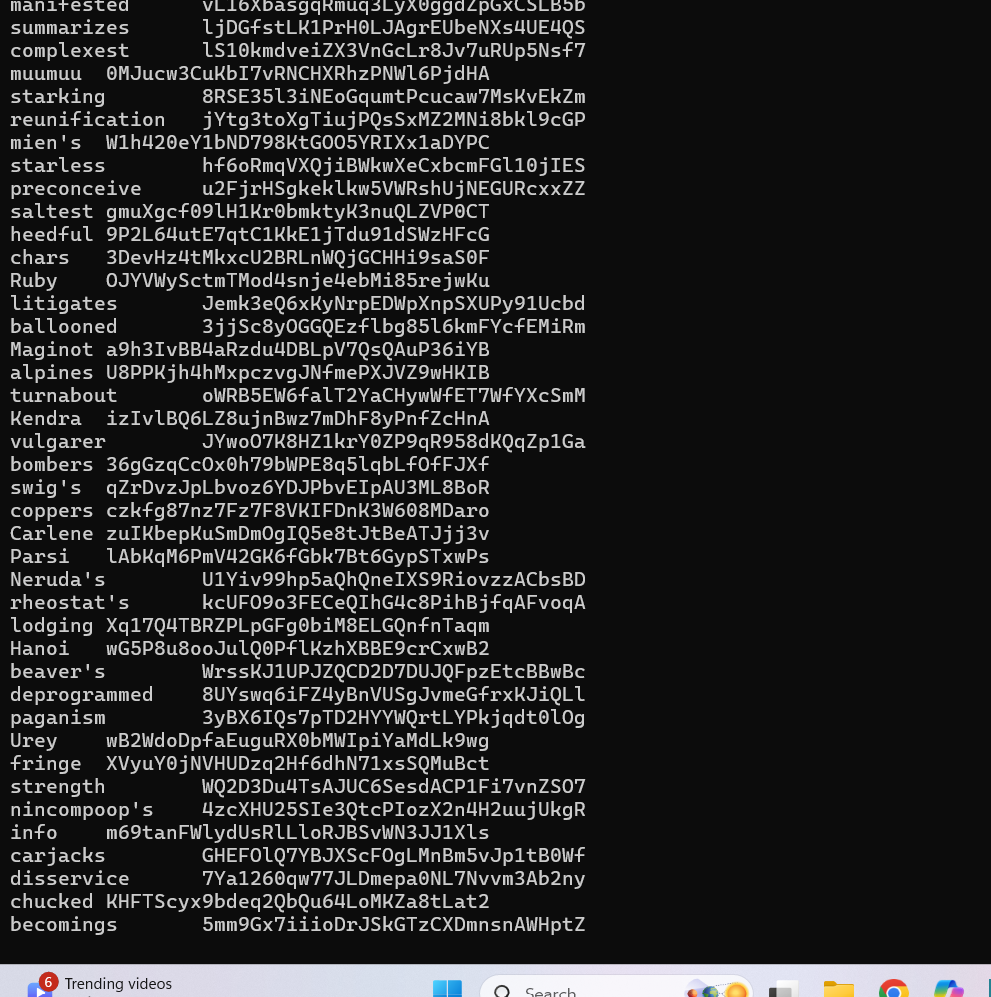 manifested vLI6XbasgqRmuq3LyX0ggdZpGxCSLB5b
summarizes ljDGfstLK1PrH0LJAgrEUbeNXs4UE4QS
complexest lS10kmdveiZX3VnGcLr8Jv7uRUp5Nsf7
muumuu 0MJucw3CuKbI7vRNCHXRhzPNWl6PjdHA
starking 8RSE35l3iNEoGqumtPcucaw7MsKvEkZm
reunification jYtg3toXgTiujPQsSxMZ2MNi8bkl9cGP
mien's W1h420eY1bND798KtGOO5YRIXx1aDYPC
starless hf6oRmqVXQjiBWkwXeCxbcmFGl10jIES
preconceive u2FjrHSgkeklkw5VWRshUjNEGURcxxZZ
saltest gmuXgcf09lH1Kr0bmktyK3nuQLZVP0CT
heedful 9P2L64utE7qtC1KkE1jTdu91dSWzHFcG
chars 3DevHz4tMkxcU2BRLnWQjGCHHi9saS0F
Ruby OJYVWySctmTMod4snje4ebMi85rejwKu
litigates Jemk3eQ6xKyNrpEDWpXnpSXUPy91Ucbd
ballooned 3jjSc8yOGGQEzflbg85l6kmFYcfEMiRm
Maginot a9h3IvBB4aRzdu4DBLpV7QsQAuP36iYB
alpines U8PPKjh4hMxpczvgJNfmePXJVZ9wHKIB
turnabout oWRB5EW6falT2YaCHywWfET7WfYXcSmM
Kendra izIvlBQ6LZ8ujnBwz7mDhF8yPnfZcHnA
vulgarer JYwoO7K8HZ1krY0ZP9qR958dKQqZp1Ga
bombers 36gGzqCcOx0h79bWPE8q5lqbLfOfFJXf
swig's qZrDvzJpLbvoz6YDJPbvEIpAU3ML8BoR
coppers czkfg87nz7Fz7F8VKIFDnK3W608MDaro
Carlene zuIKbepKuSmDmOgIQ5e8tJtBeATJjj3v
Parsi lAbKqM6PmV42GK6fGbk7Bt6GypSTxwPs
Neruda's U1Yiv99hp5aQhQneIXS9RiovzzACbsBD
rheostat's kcUFO9o3FECeQIhG4c8PihBjfqAFvoqA
lodging Xq17Q4TBRZPLpGFg0biM8ELGQnfnTaqm
Hanoi wG5P8u8ooJulQ0PflKzhXBBE9crCxwB2
beaver's WrssKJ1UPJZQCD2D7DUJQFpzEtcBBwBc
deprogrammed 8UYswq6iFZ4yBnVUSgJvmeGfrxKJiQLl
paganism 3yBX6IQs7pTD2HYYWQrtLYPkjqdt0lOg
Urey wB2WdoDpfaEuguRX0bMWIpiYaMdLk9wg
fringe XVyuY0jNVHUDzq2Hf6dhN71xsSQMuBct
strength WQ2D3Du4TsAJUC6SesdACP1Fi7vnZSO7
nincompoop's 4zcXHU25SIe3QtcPIozX2n4H2uujUkgR
info m69tanFWlydUsRlLloRJBSvWN3JJ1Xls
carjacks GHEFOlQ7YBJXScFOgLMnBm5vJp1tB0Wf
disservice 7Ya1260qw77JLDmepa0NL7Nvvm3Ab2ny
chucked KHFTScyx9bdeq2QbQu64LoMKZa8tLat2
becomings 5mm9Gx7iiioDrJSkGTzCXDmnsnAWHptZ
6 Trending videos
Search